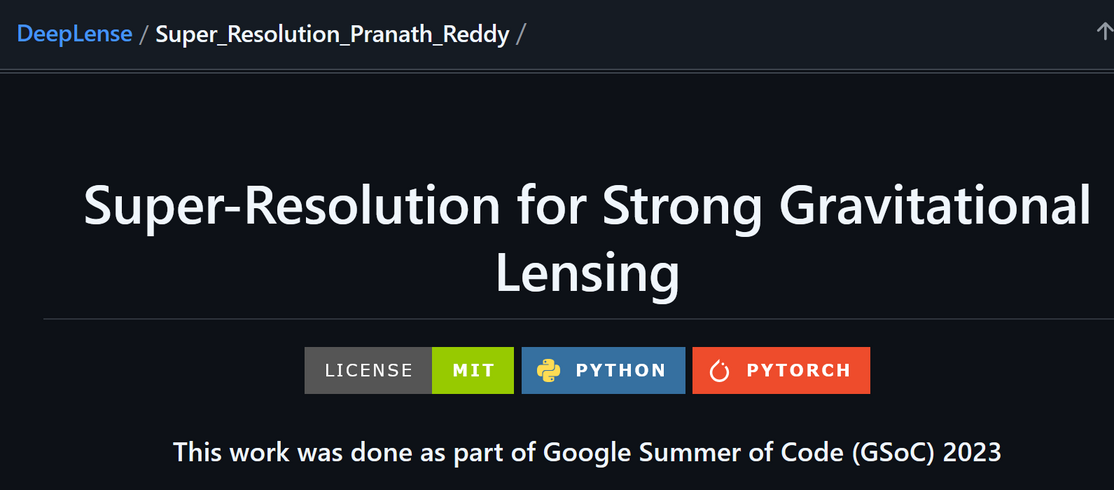 DeepLense / Super_Resolution_Pranath_Reddy /
Super-Resolution for Strong Gravitational
Lensing
LICENSE MIT PYTHON PYTORCH
This work was done as part of Google Summer of Code (GSoC) 2023